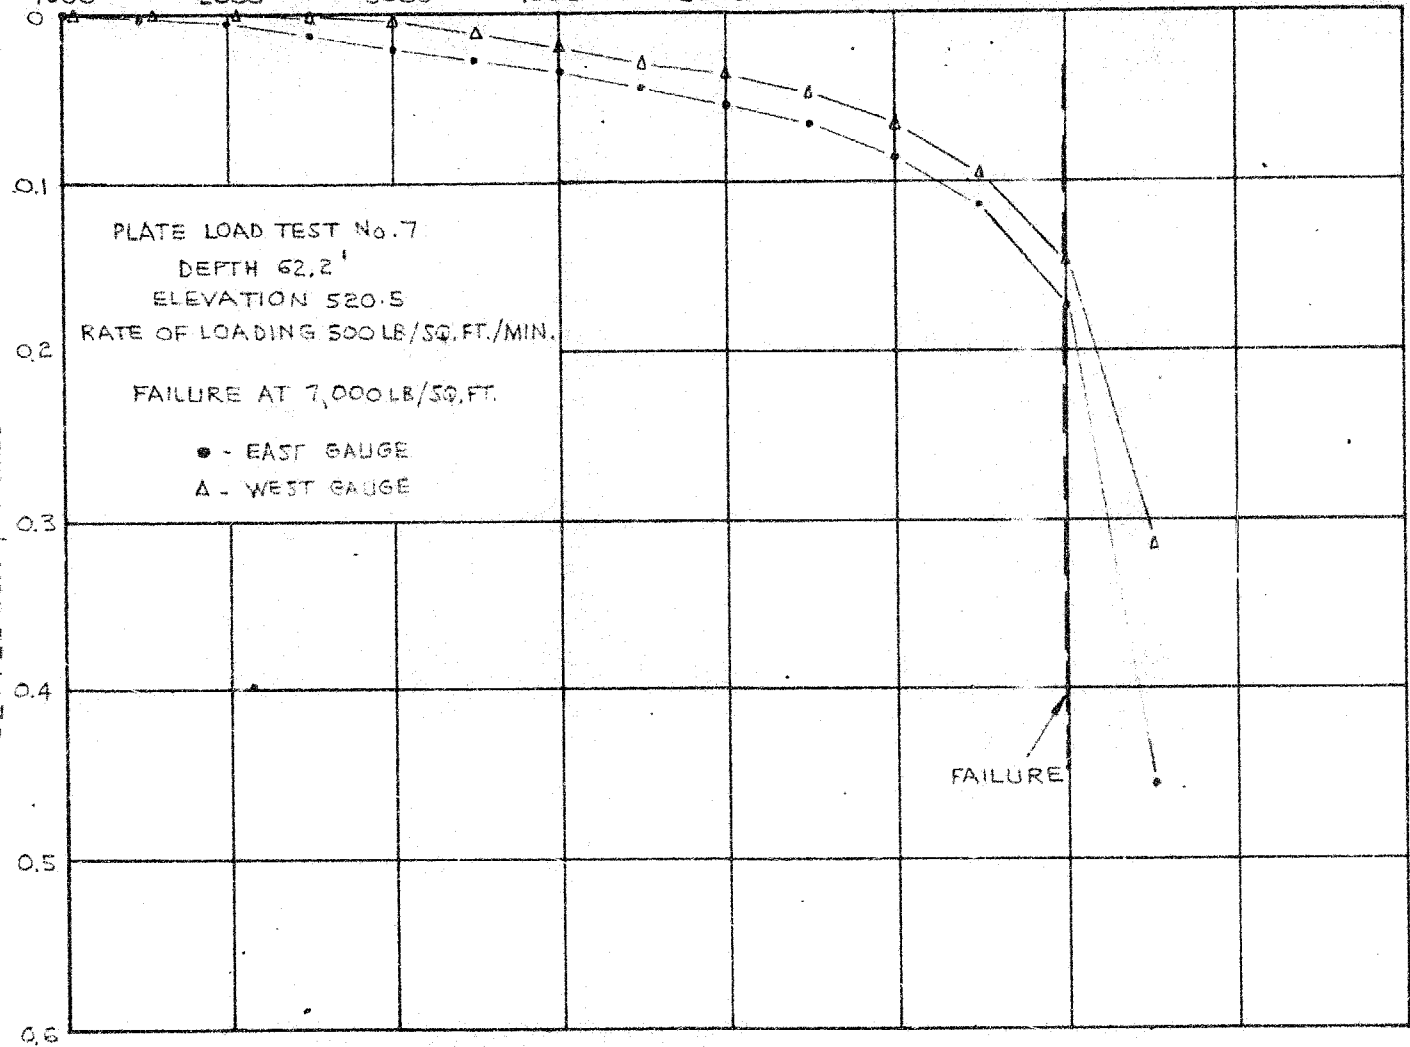 0
0.1
0.2
0.3
0.4
0.5
0.6
PLATE LOAD TEST No.7
DEPTH 62.2'
ELEVATION 520.5
RATE OF LOADING 500 LB/SQ.FT./MIN.
FAILURE AT 7,000 LB/SQ.FT.
● - EAST GAUGE
Δ - WEST GAUGE
FAILURE